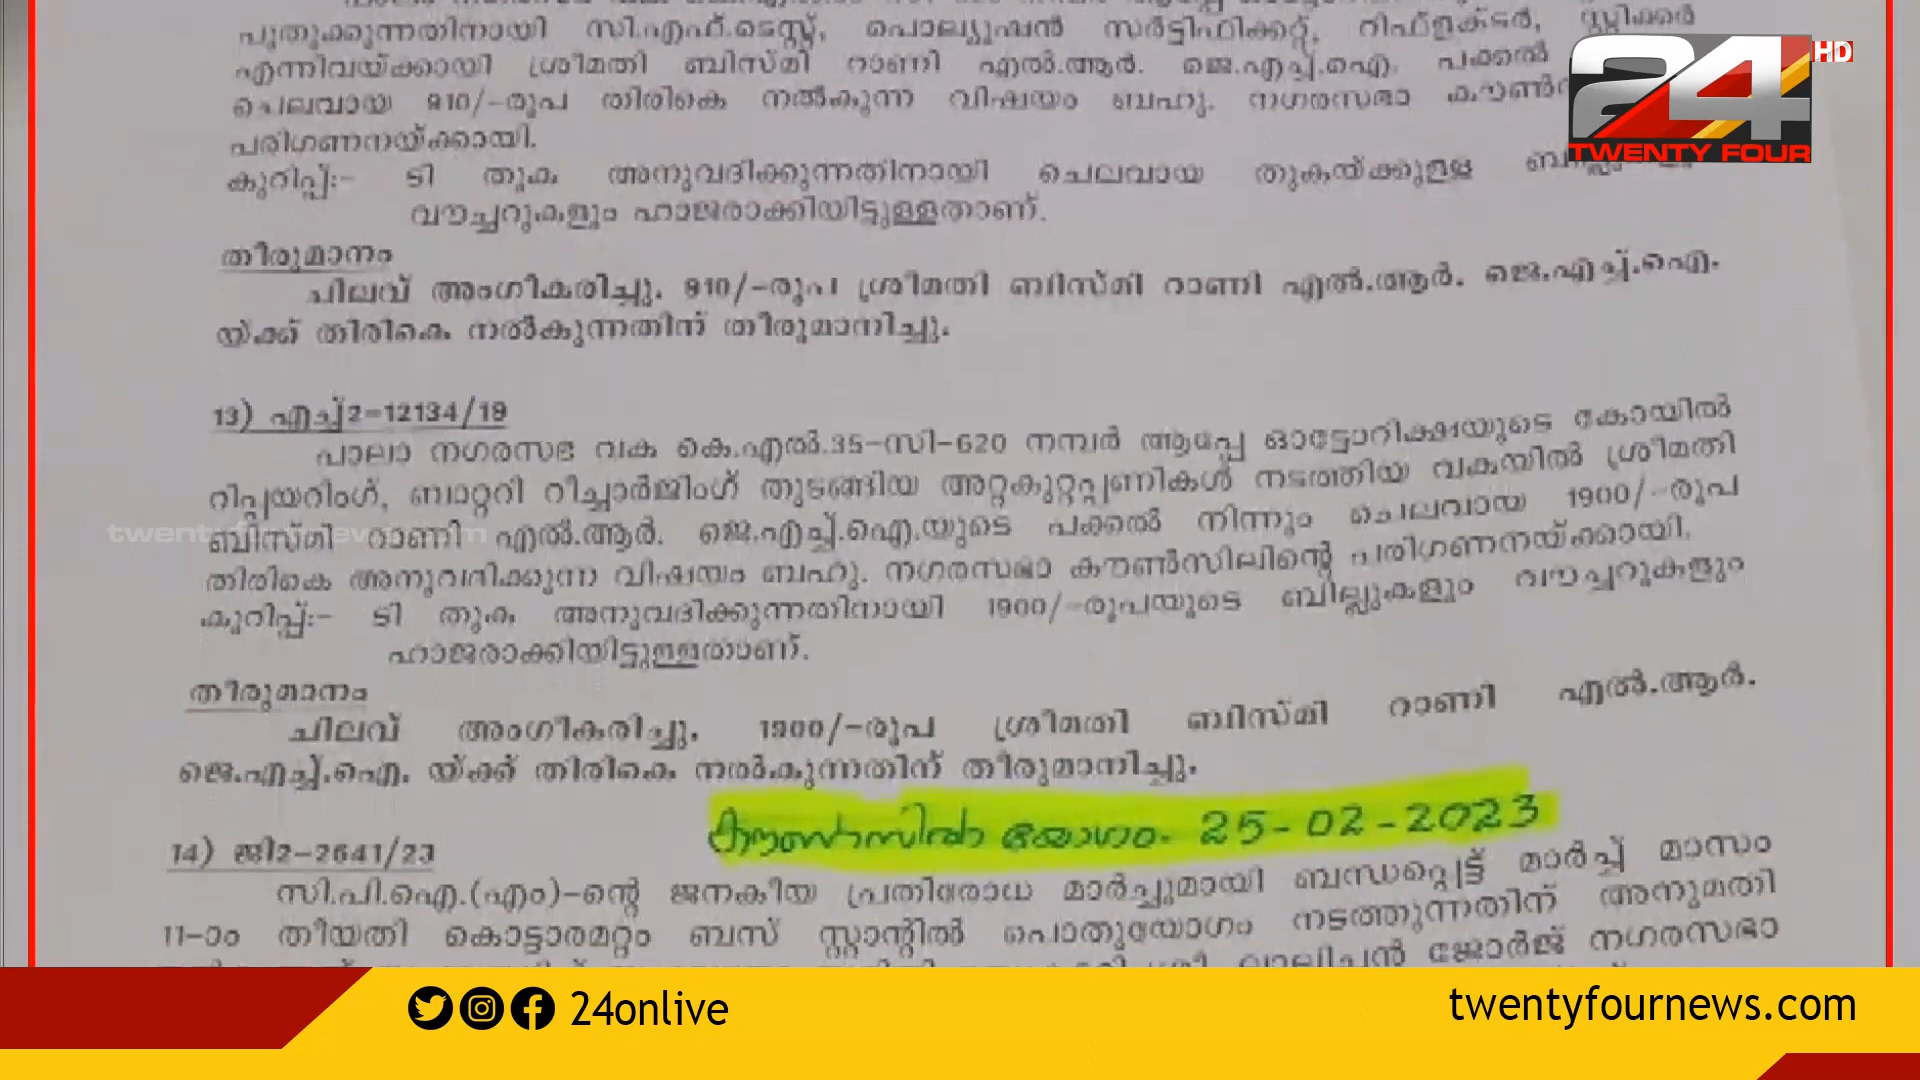 പുതുക്കുന്നതിനായി സി.എഫ്.ടെസ്റ്റ്, പൊല്യൂഷൻ സർട്ടിഫിക്കറ്റ്, റിഫ്ളക്ടർ, സ്റ്റിക്കർ
എന്നിവയ്ക്കായി ശ്രീമതി ബിസ്മി റാണി എൽ.ആർ. ജെ.എച്ച്.ഐ. പക്കൽ
ചെലവായ 910/-രൂപ തിരികെ നൽകുന്ന വിഷയം ബഹു. നഗരസഭാ
പരിഗണനയ്ക്കായി.
കുറിപ്പ്:- ടി തുക അനുവദിക്കുന്നതിനായി ചെലവായ തുകയ്ക്കുള്ള
വൗച്ചറുകളും ഹാജരാക്കിയിട്ടുള്ളതാണ്.
തീരുമാനം
ചിലവ് അംഗീകരിച്ചു. 910/-രൂപ ശ്രീമതി ബിസ്മി റാണി എൽ.ആർ. ജെ.എച്ച്.ഐ.
യ്ക്ക് തിരികെ നൽകുന്നതിന് തീരുമാനിച്ചു.
13) എച്ച്2-12134/19
പാലാ നഗരസഭ വക കെ.എൽ.35-സി-620 നമ്പർ ആപ്പേ ഓട്ടോറിക്ഷയുടെ കോയിൽ
റിപ്പയറിംഗ്, ബാറ്ററി റീച്ചാർജിംഗ് തുടങ്ങിയ അറ്റകുറ്റപ്പണികൾ നടത്തിയ വകയിൽ ശ്രീമതി
ബിസ്മി റാണി എൽ.ആർ. ജെ.എച്ച്.ഐ.യുടെ പക്കൽ നിന്നും ചെലവായ 1900/-രൂപ
തിരികെ അനുവദിക്കുന്ന വിഷയം ബഹു. നഗരസഭാ കൗൺസിലിന്റെ പരിഗണനയ്ക്കായി.
കുറിപ്പ്:- ടി തുക അനുവദിക്കുന്നതിനായി 1900/-രൂപയുടെ ബില്ലുകളും വൗച്ചറുകളും
ഹാജരാക്കിയിട്ടുള്ളതാണ്.
തീരുമാനം
ചിലവ് അംഗീകരിച്ചു. 1900/-രൂപ ശ്രീമതി ബിസ്മി റാണി എൽ.ആർ.
ജെ.എച്ച്.ഐ. യ്ക്ക് തിരികെ നൽകുന്നതിന് തീരുമാനിച്ചു.
കൗൺസിൽ യോഗം. 25-02-2023
14) ജി2-2641/23
സി.പി.ഐ.(എം)-ന്റെ ജനകീയ പ്രതിരോധ മാർച്ചുമായി ബന്ധപ്പെട്ട് മാർച്ച് മാസം
11-ാം തീയതി കൊട്ടാരമറ്റം ബസ് സ്റ്റാന്റിൽ പൊതുയോഗം നടത്തുന്നതിന് അനുമതി
ലാലിച്ചൻ ജോർജ് നഗരസഭാ
24 HD
TWENTY FOUR
twentyfournews.com
24onlive
twentyfournews.com